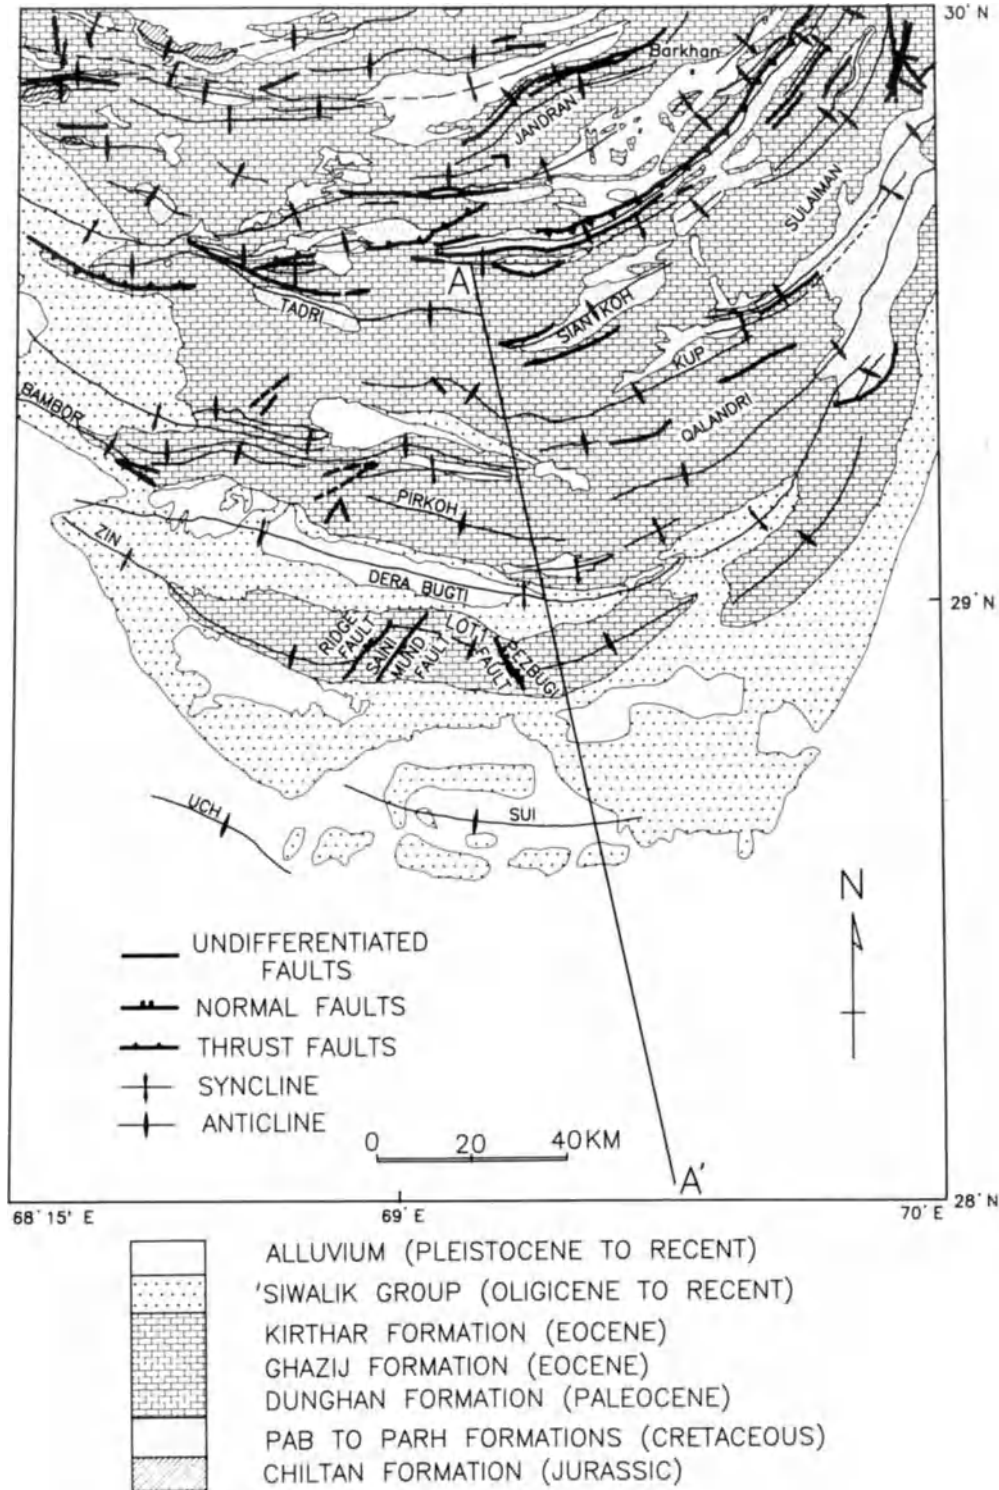 30° N
Barkhan
JANDRAN
SULAIMAN
A
TADRI
SIAN KOH
KUP
BAMBOR
QALANDRI
PIRKOH
ZIN
DERA BUGTI
29° N
RIDGE FAULT
SAINI
MUND FAULT
LOTI FAULT
PEZBUGI
UCH
SUI
N
UNDIFFERENTIATED
FAULTS
NORMAL FAULTS
THRUST FAULTS
SYNCLINE
ANTICLINE
0 20 40 KM
A'
68° 15' E
69° E
70° E
28° N
ALLUVIUM (PLEISTOCENE TO RECENT)
'SIWALIK GROUP (OLIGICENE TO RECENT)
KIRTHAR FORMATION (EOCENE)
GHAZIJ FORMATION (EOCENE)
DUNGHAN FORMATION (PALEOCENE)
PAB TO PARH FORMATIONS (CRETACEOUS)
CHILTAN FORMATION (JURASSIC)